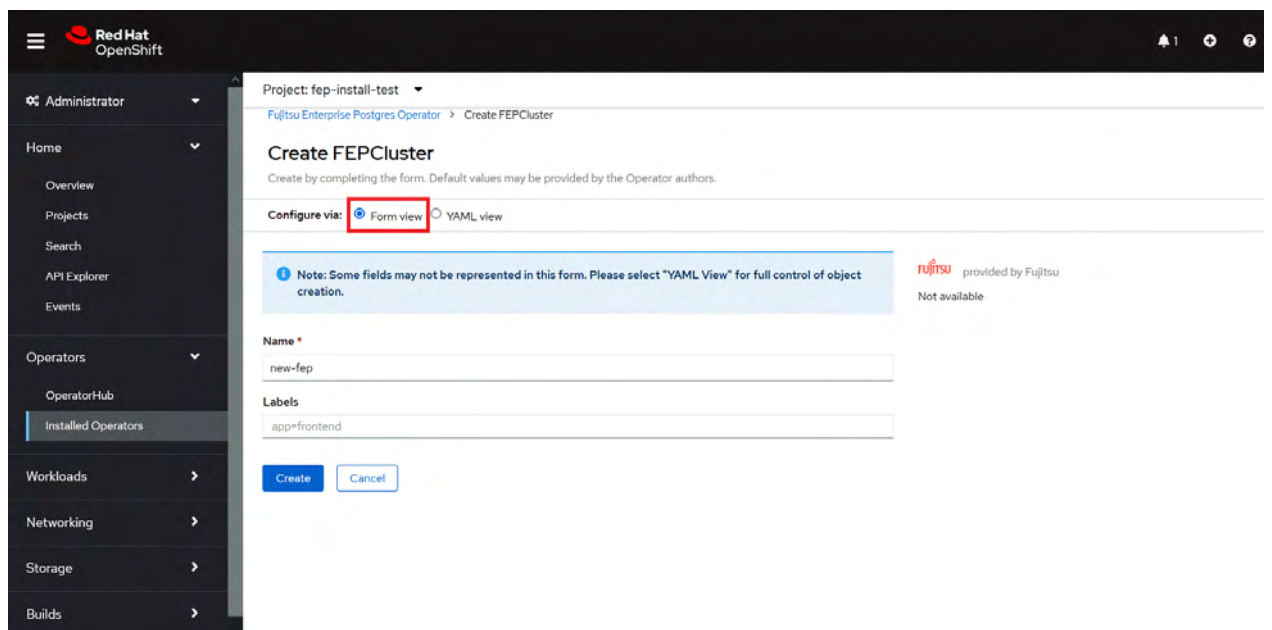 Red Hat
OpenShift
1
Administrator
Home
Overview
Projects
Search
API Explorer
Events
Operators
OperatorHub
Installed Operators
Workloads
Networking
Storage
Builds
Project: fep-install-test
Fujitsu Enterprise Postgres Operator > Create FEPCluster
Create FEPCluster
Create by completing the form. Default values may be provided by the Operator authors.
Configure via: Form view YAML view
Note: Some fields may not be represented in this form. Please select "YAML View" for full control of object
creation.
FUJITSU provided by Fujitsu
Not available
Name *
new-fep
Labels
app=frontend
Create Cancel